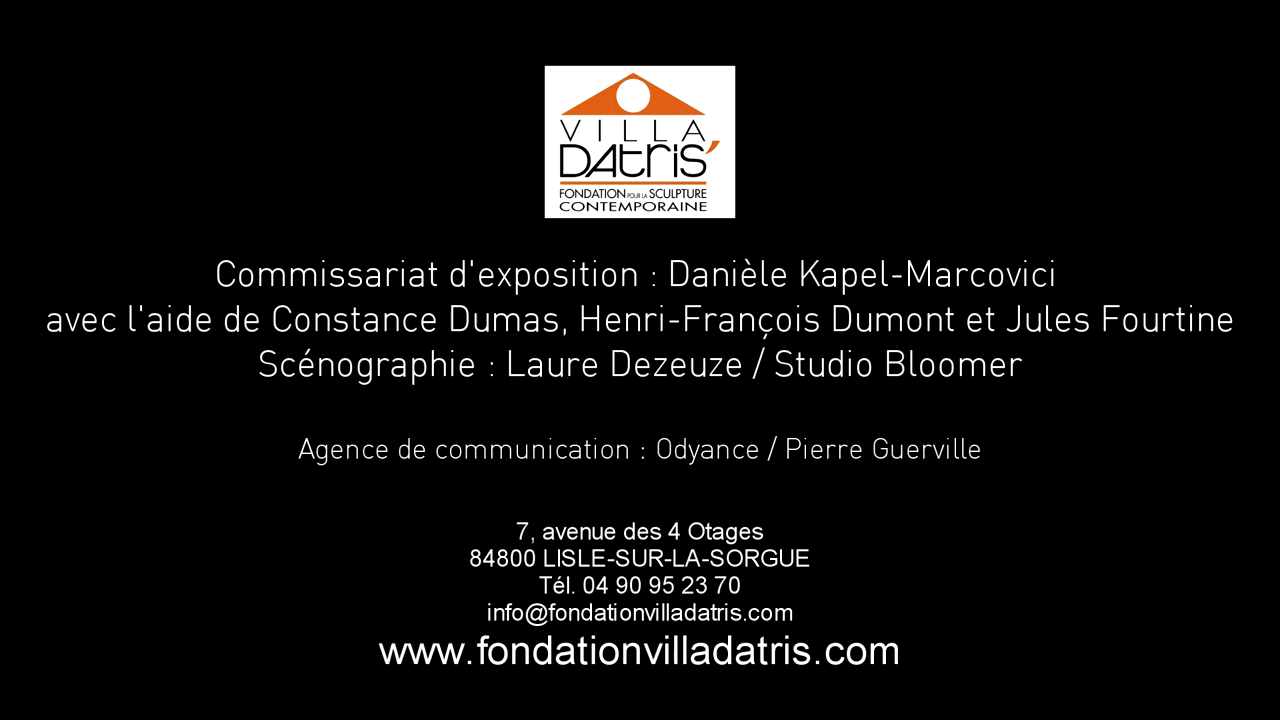 VILLA
DATRIS'
FONDATION POUR LA SCULPTURE
CONTEMPORAINE
Commissariat d'exposition : Danièle Kapel-Marcovici
avec l'aide de Constance Dumas, Henri-François Dumont et Jules Fourtine
Scénographie : Laure Dezeuze / Studio Bloomer
Agence de communication : Odyance / Pierre Guerville
7, avenue des 4 Otages
84800 LISLE-SUR-LA-SORGUE
Tél. 04 90 95 23 70
info@fondationvilladatris.com
www.fondationvilladatris.com